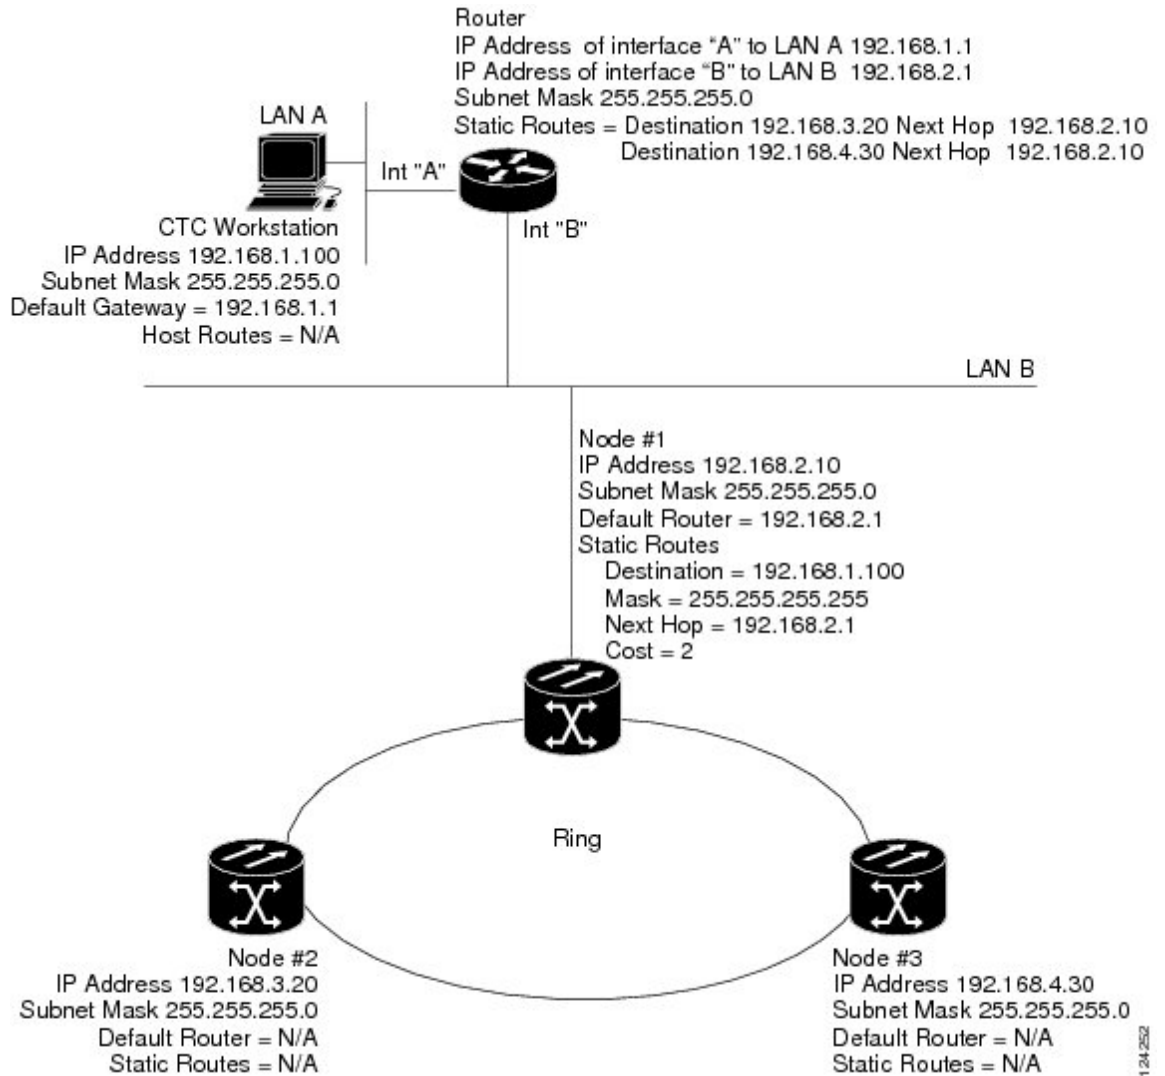 Router
IP Address of interface “A” to LAN A 192.168.1.1
IP Address of interface “B” to LAN B 192.168.2.1
Subnet Mask 255.255.255.0
Static Routes = Destination 192.168.3.20 Next Hop 192.168.2.10
Destination 192.168.4.30 Next Hop 192.168.2.10
LAN A
Int "A"
Int "B"
CTC Workstation
IP Address 192.168.1.100
Subnet Mask 255.255.255.0
Default Gateway = 192.168.1.1
Host Routes = N/A
LAN B
Node #1
IP Address 192.168.2.10
Subnet Mask 255.255.255.0
Default Router = 192.168.2.1
Static Routes
Destination = 192.168.1.100
Mask = 255.255.255.255
Next Hop = 192.168.2.1
Cost = 2
Ring
Node #2
IP Address 192.168.3.20
Subnet Mask 255.255.255.0
Default Router = N/A
Static Routes = N/A
Node #3
IP Address 192.168.4.30
Subnet Mask 255.255.255.0
Default Router = N/A
Static Routes = N/A
124252